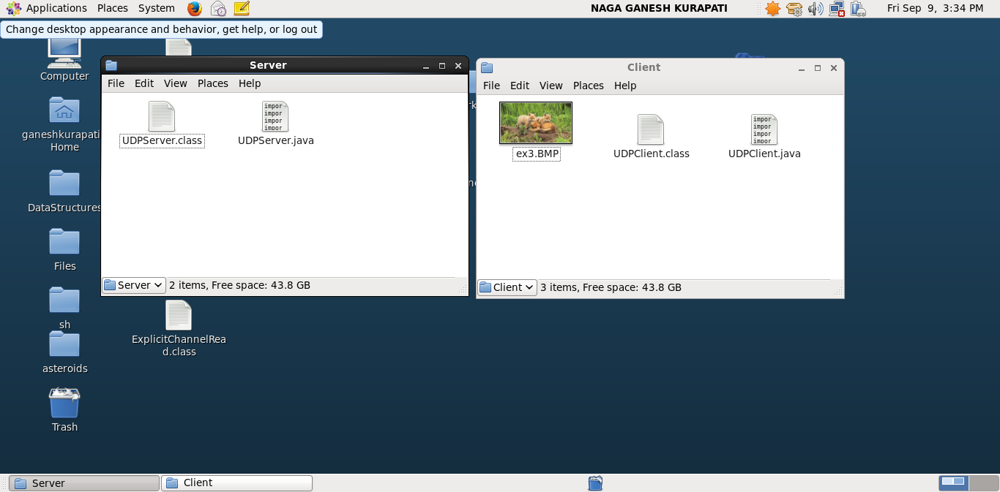 Applications Places System NAGA GANESH KURAPATI Fri Sep 9, 3:34 PM
Change desktop appearance and behavior, get help, or log out
Computer
ganeshkurapati
Home
DataStructures
Files
sh
asteroids
Trash
Server
File Edit View Places Help
UDPServer.class UDPServer.java
impor
impor
impor
impor
Server 2 items, Free space: 43.8 GB
ExplicitChannelRea
d.class
Client
File Edit View Places Help
ex3.BMP UDPClient.class UDPClient.java
impor
impor
impor
impor
Client 3 items, Free space: 43.8 GB
Server Client